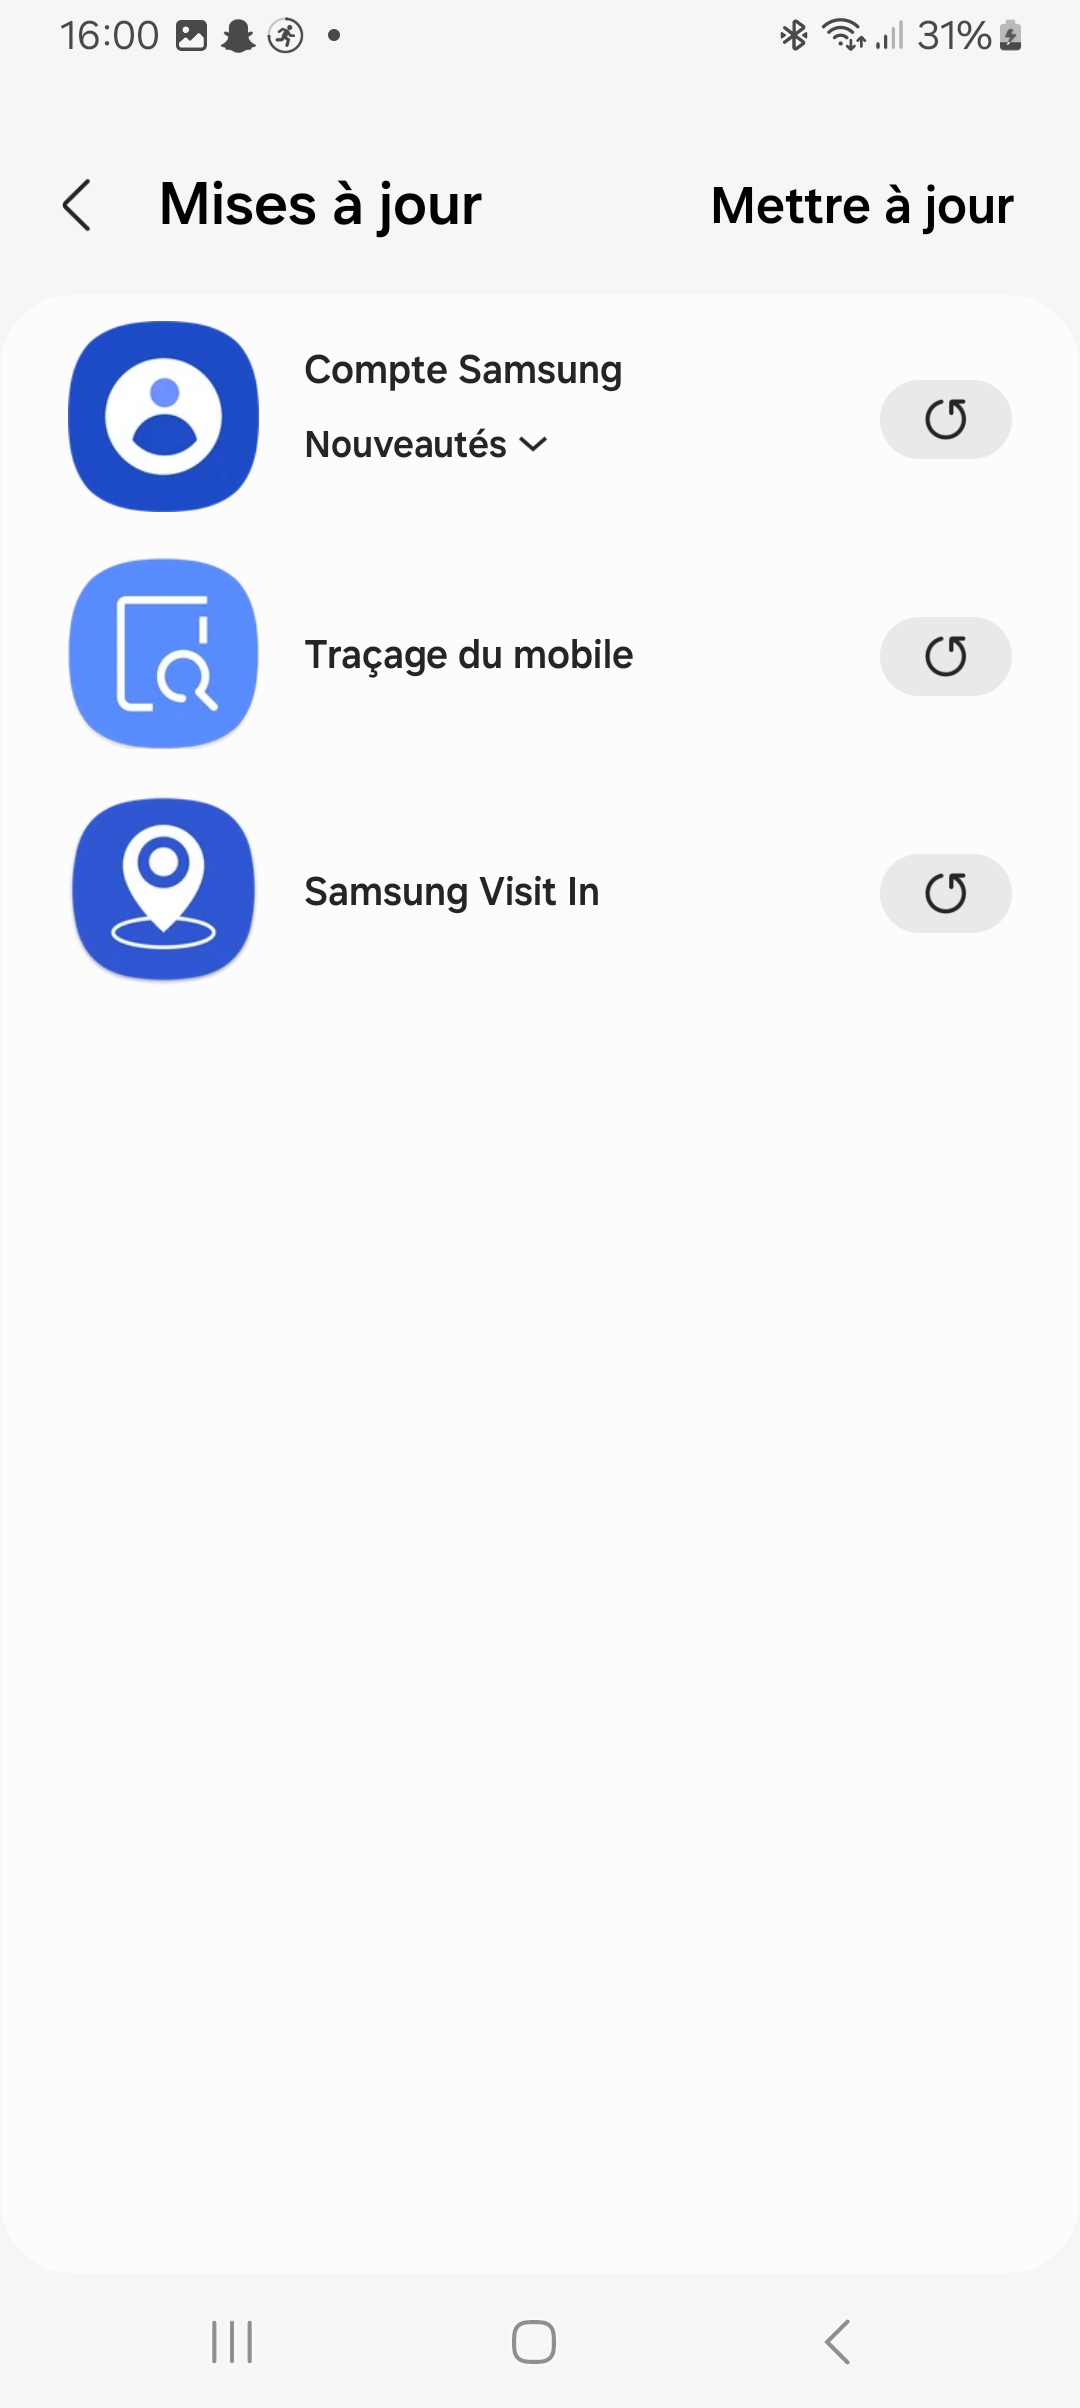 16:00 31%
Mises à jour Mettre à jour
Compte Samsung
Nouveautés
Traçage du mobile
Samsung Visit In